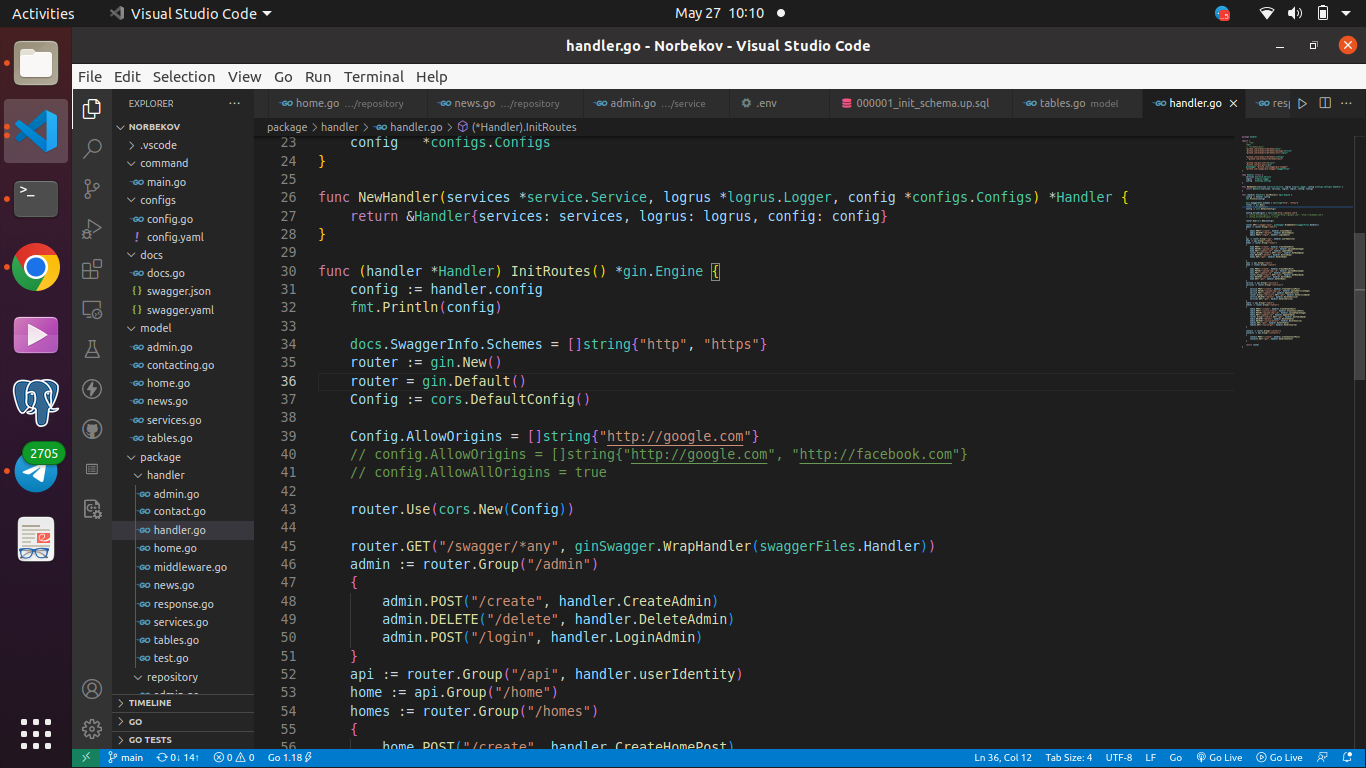 Activities Visual Studio Code May 27 10:10
handler.go - Norbekov - Visual Studio Code
File Edit Selection View Go Run Terminal Help
EXPLORER ···
home.go .../repository news.go .../repository admin.go .../service .env 000001_init_schema.up.sql tables.go model handler.go
package > handler > handler.go > (*Handler).InitRoutes
NORBEKOV
.vscode
command
main.go
configs
config.go
config.yaml
docs
docs.go
swagger.json
swagger.yaml
model
admin.go
contacting.go
home.go
news.go
services.go
tables.go
package
handler
admin.go
contact.go
handler.go
home.go
middleware.go
news.go
response.go
services.go
tables.go
test.go
repository
TIMELINE
GO
GO TESTS
2705
23 config *configs.Configs
24 }
25
26 func NewHandler(services *service.Service, logrus *logrus.Logger, config *configs.Configs) *Handler {
27 return &Handler{services: services, logrus: logrus, config: config}
28 }
29
30 func (handler *Handler) InitRoutes() *gin.Engine {
31 config := handler.config
32 fmt.Println(config)
33
34 docs.SwaggerInfo.Schemes = []string{"http", "https"}
35 router := gin.New()
36 router = gin.Default()
37 Config := cors.DefaultConfig()
38
39 Config.AllowOrigins = []string{"http://google.com"}
40 // config.AllowOrigins = []string{"http://google.com", "http://facebook.com"}
41 // config.AllowAllOrigins = true
42
43 router.Use(cors.New(Config))
44
45 router.GET("/swagger/*any", ginSwagger.WrapHandler(swaggerFiles.Handler))
46 admin := router.Group("/admin")
47 {
48 admin.POST("/create", handler.CreateAdmin)
49 admin.DELETE("/delete", handler.DeleteAdmin)
50 admin.POST("/login", handler.LoginAdmin)
51 }
52 api := router.Group("/api", handler.userIdentity)
53 home := api.Group("/home")
54 homes := router.Group("/homes")
55 {
56 home.POST("/create", handler.CreateHomePost)
main 0↓ 14↑ 0 0 Go 1.18 Ln 36, Col 12 Tab Size: 4 UTF-8 LF Go Go Live Go Live